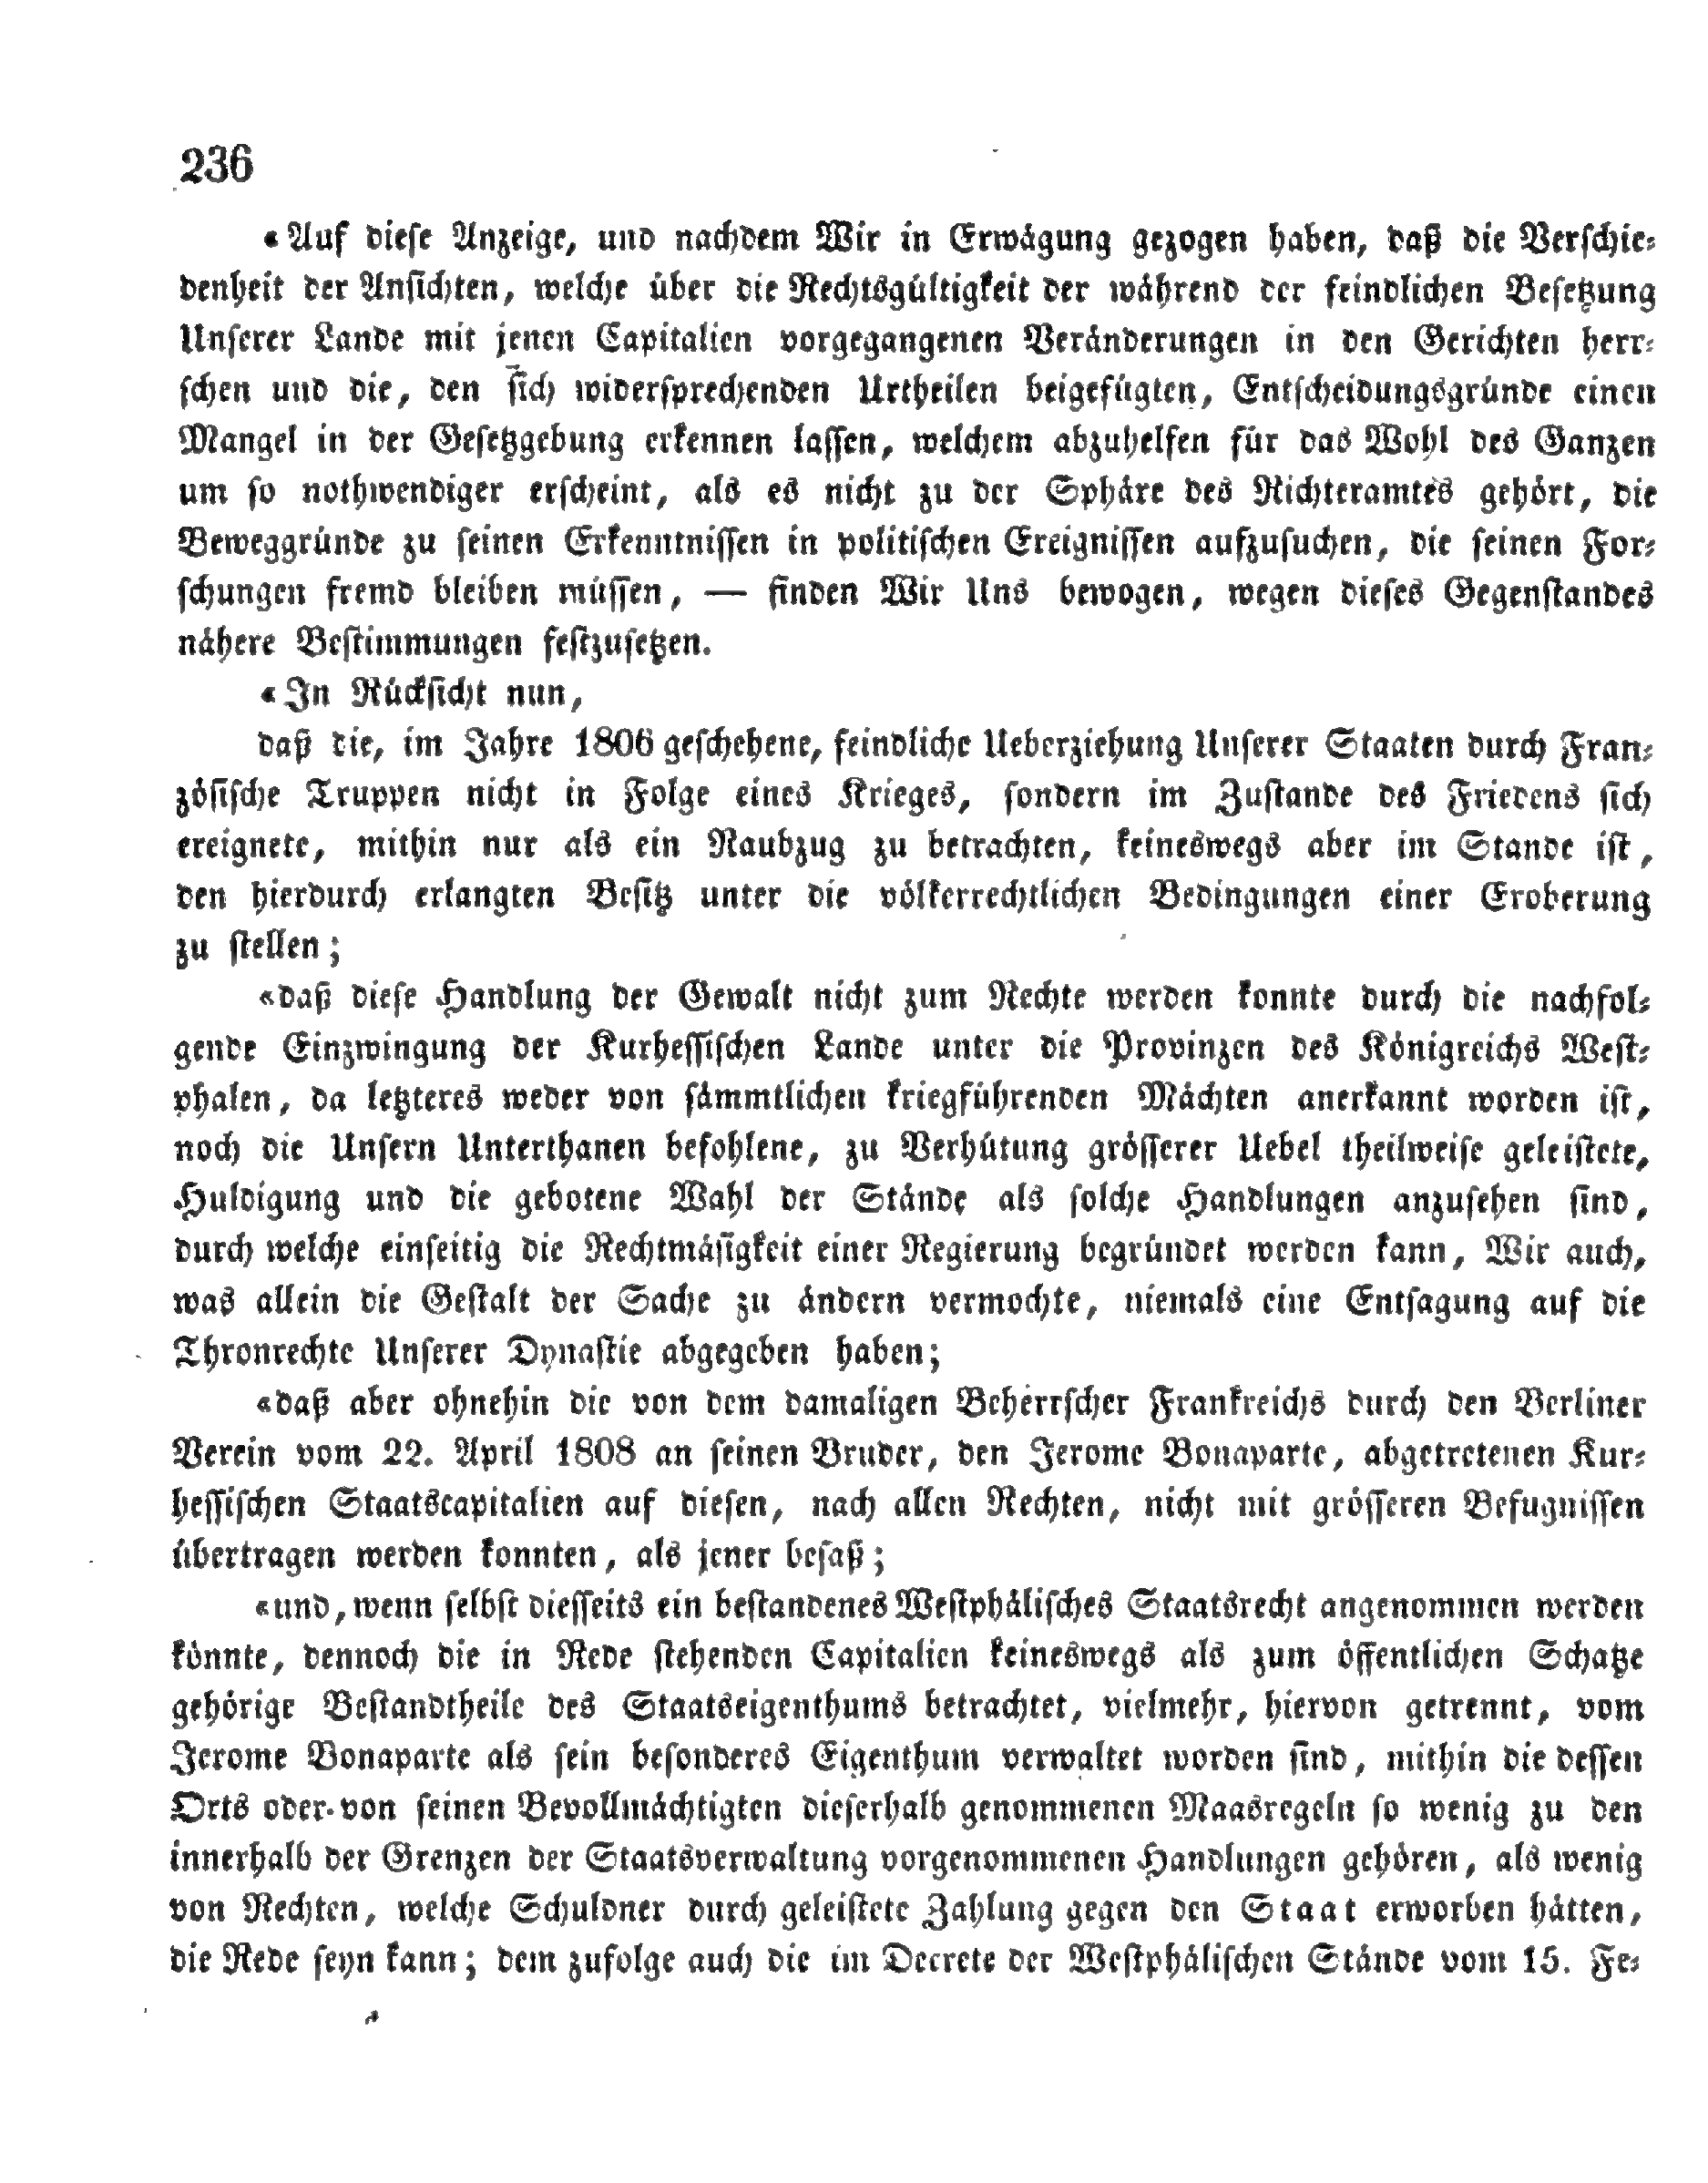 236
«Auf diese Anzeige, und nachdem Wir in Erwägung gezogen haben, daß die Verschie-
denheit der Ansichten, welche über die Rechtsgültigkeit der während der feindlichen Besetzung
Unserer Lande mit jenen Capitalien vorgegangenen Veränderungen in den Gerichten herr-
schen und die, den sich widersprechenden Urtheilen beigefügten, Entscheidungsgründe einen
Mangel in der Gesetzgebung erkennen lassen, welchem abzuhelfen für das Wohl des Ganzen
um so nothwendiger erscheint, als es nicht zu der Sphäre des Richteramtes gehört, die
Beweggründe zu seinen Erkenntnissen in politischen Ereignissen aufzusuchen, die seinen For-
schungen fremd bleiben müssen, — finden Wir Uns bewogen, wegen dieses Gegenstandes
nähere Bestimmungen festzusetzen.
«In Rücksicht nun,
daß die, im Jahre 1806 geschehene, feindliche Ueberziehung Unserer Staaten durch Fran-
zösische Truppen nicht in Folge eines Krieges, sondern im Zustande des Friedens sich
ereignete, mithin nur als ein Raubzug zu betrachten, keineswegs aber im Stande ist,
den hierdurch erlangten Besitz unter die völkerrechtlichen Bedingungen einer Eroberung
zu stellen;
«daß diese Handlung der Gewalt nicht zum Rechte werden konnte durch die nachfol-
gende Einzwingung der Kurhessischen Lande unter die Provinzen des Königreichs West-
phalen, da letzteres weder von sämmtlichen kriegführenden Mächten anerkannt worden ist,
noch die Unsern Unterthanen befohlene, zu Verhütung grösserer Uebel theilweise geleistete,
Huldigung und die gebotene Wahl der Stände als solche Handlungen anzusehen sind,
durch welche einseitig die Rechtmäsigkeit einer Regierung begründet werden kann, Wir auch,
was allein die Gestalt der Sache zu ändern vermochte, niemals eine Entsagung auf die
Thronrechte Unserer Dynastie abgegeben haben;
«daß aber ohnehin die von dem damaligen Beherrscher Frankreichs durch den Berliner
Verein vom 22. April 1808 an seinen Bruder, den Jerome Bonaparte, abgetretenen Kur-
hessischen Staatscapitalien auf diesen, nach allen Rechten, nicht mit grösseren Befugnissen
übertragen werden konnten, als jener besaß;
«und, wenn selbst diesseits ein bestandenes Westphälisches Staatsrecht angenommen werden
könnte, dennoch die in Rede stehenden Capitalien keineswegs als zum öffentlichen Schatze
gehörige Bestandtheile des Staatseigenthums betrachtet, vielmehr, hiervon getrennt, vom
Jerome Bonaparte als sein besonderes Eigenthum verwaltet worden sind, mithin die dessen
Orts oder von seinen Bevollmächtigten dieserhalb genommenen Maasregeln so wenig zu den
innerhalb der Grenzen der Staatsverwaltung vorgenommenen Handlungen gehören, als wenig
von Rechten, welche Schuldner durch geleistete Zahlung gegen den Staat erworben hätten,
die Rede seyn kann; dem zufolge auch die im Decrete der Westphälischen Stände vom 15. Fe-